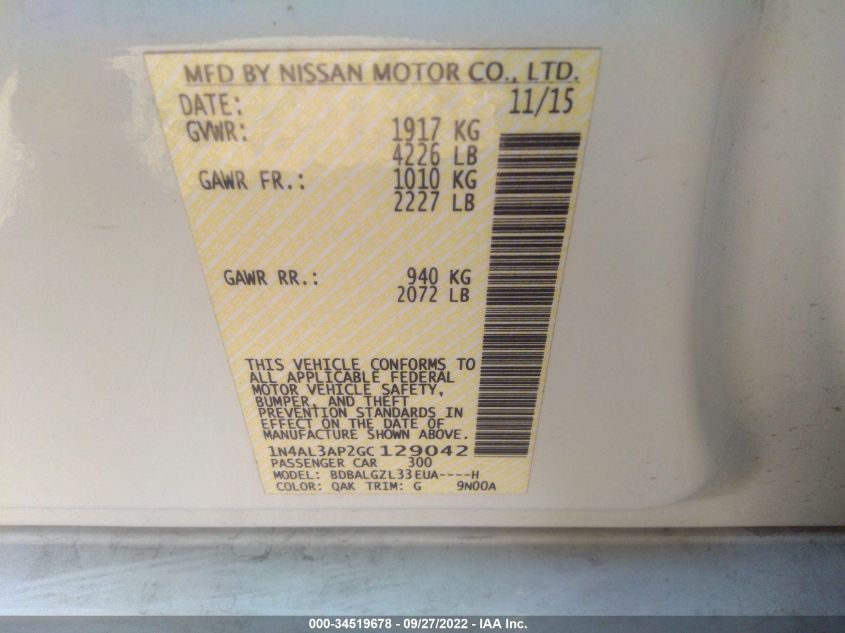 MFD BY NISSAN MOTOR CO., LTD.
DATE: 11/15
GVWR: 1917 KG
4226 LB
GAWR FR.: 1010 KG
2227 LB
GAWR RR.: 940 KG
2072 LB
THIS VEHICLE CONFORMS TO
ALL APPLICABLE FEDERAL
MOTOR VEHICLE SAFETY,
BUMPER, AND THEFT
PREVENTION STANDARDS IN
EFFECT ON THE DATE OF
MANUFACTURE SHOWN ABOVE.
1N4AL3AP2GC129042
PASSENGER CAR 300
MODEL: BDBALGZL33EUA----H
COLOR: QAK TRIM: G 9N00A
000-34519678 - 09/27/2022 - IAA Inc.